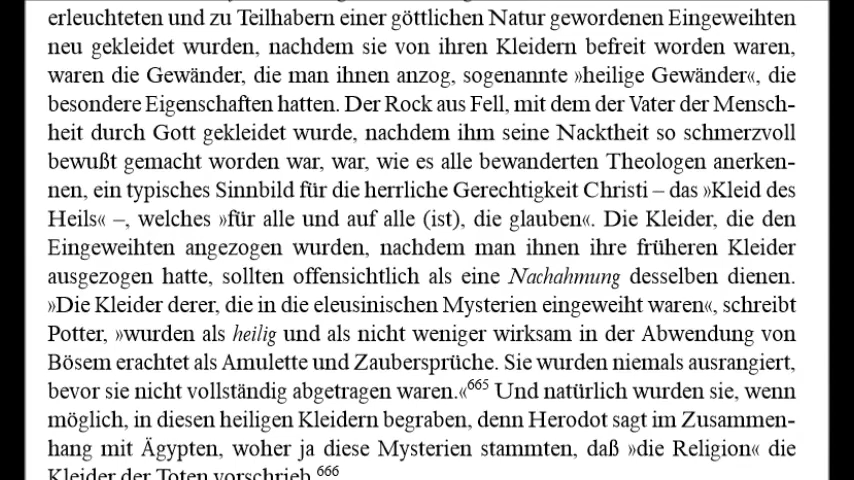 erleuchteten und zu Teilhabern einer göttlichen Natur gewordenen Eingeweihten
neu gekleidet wurden, nachdem sie von ihren Kleidern befreit worden waren,
waren die Gewänder, die man ihnen anzog, sogenannte »heilige Gewänder«, die
besondere Eigenschaften hatten. Der Rock aus Fell, mit dem der Vater der Mensch-
heit durch Gott gekleidet wurde, nachdem ihm seine Nacktheit so schmerzvoll
bewußt gemacht worden war, war, wie es alle bewanderten Theologen anerken-
nen, ein typisches Sinnbild für die herrliche Gerechtigkeit Christi – das »Kleid des
Heils« –, welches »für alle und auf alle (ist), die glauben«. Die Kleider, die den
Eingeweihten angezogen wurden, nachdem man ihnen ihre früheren Kleider
ausgezogen hatte, sollten offensichtlich als eine Nachahmung desselben dienen.
»Die Kleider derer, die in die eleusinischen Mysterien eingeweiht waren«, schreibt
Potter, »wurden als heilig und als nicht weniger wirksam in der Abwendung von
Bösem erachtet als Amulette und Zaubersprüche. Sie wurden niemals ausrangiert,
bevor sie nicht vollständig abgetragen waren.«665 Und natürlich wurden sie, wenn
möglich, in diesen heiligen Kleidern begraben, denn Herodot sagt im Zusammen-
hang mit Ägypten, woher ja diese Mysterien stammten, daß »die Religion« die
Kleider der Toten vorschrieb.666